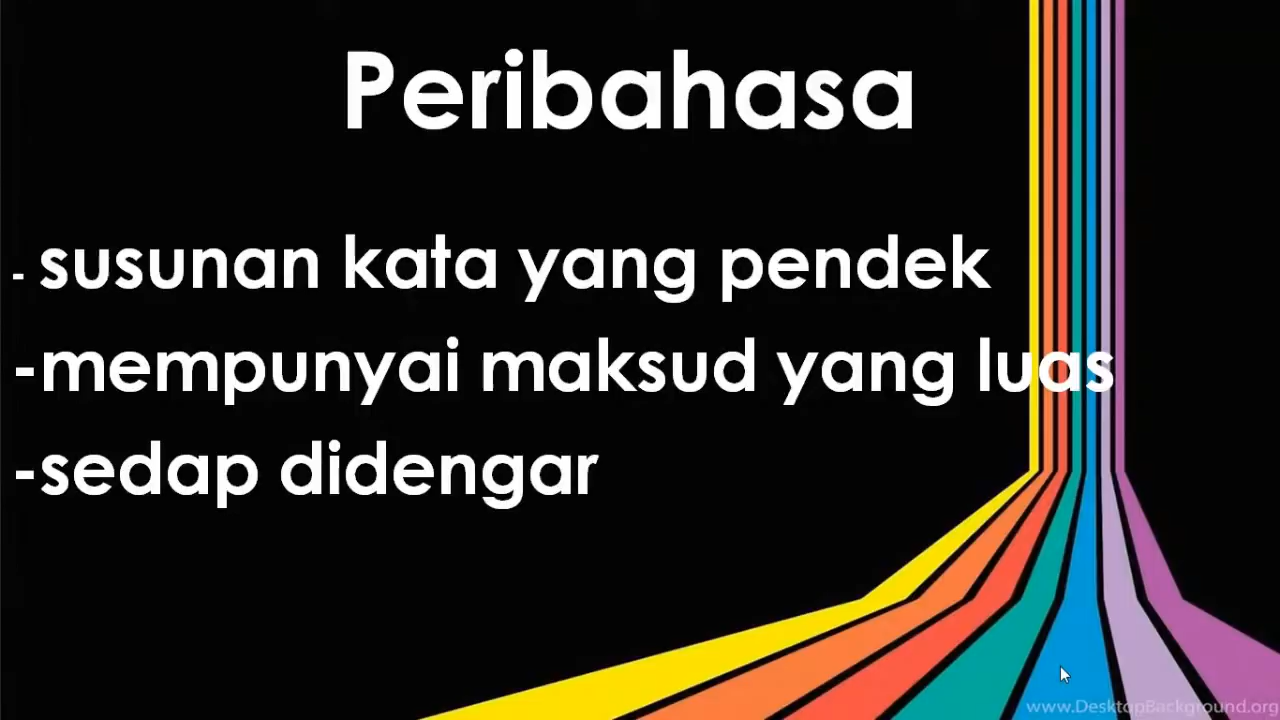 Peribahasa
- susunan kata yang pendek
-mempunyai maksud yang luas
-sedap didengar
www.DesktopBackground.org